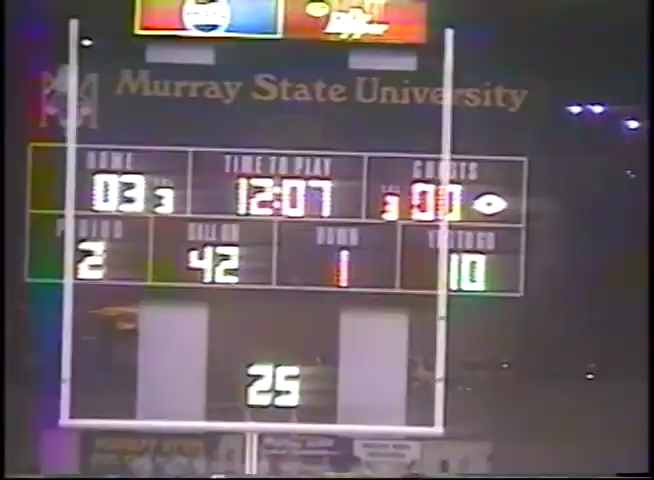 Murray State University
HOME TIME TO PLAY GUESTS
03 3 12:07 3 00
PERIOD BALL ON DOWN YDS TO GO
2 42 1 10
25